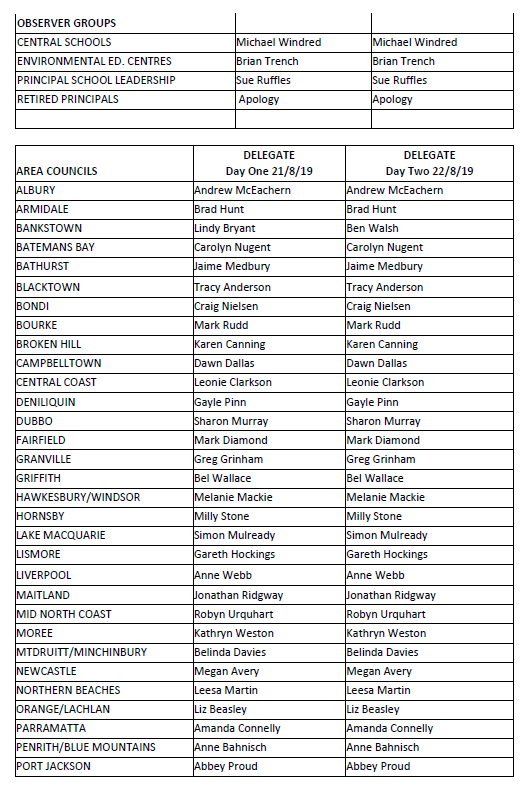 OBSERVER GROUPS
CENTRAL SCHOOLS Michael Windred Michael Windred
ENVIRONMENTAL ED. CENTRES Brian Trench Brian Trench
PRINCIPAL SCHOOL LEADERSHIP Sue Ruffles Sue Ruffles
RETIRED PRINCIPALS Apology Apology
DELEGATE DELEGATE
AREA COUNCILS Day One 21/8/19 Day Two 22/8/19
ALBURY Andrew McEachern Andrew McEachern
ARMIDALE Brad Hunt Brad Hunt
BANKSTOWN Lindy Bryant Ben Walsh
BATEMANS BAY Carolyn Nugent Carolyn Nugent
BATHURST Jaime Medbury Jaime Medbury
BLACKTOWN Tracy Anderson Tracy Anderson
BONDI Craig Nielsen Craig Nielsen
BOURKE Mark Rudd Mark Rudd
BROKEN HILL Karen Canning Karen Canning
CAMPBELLTOWN Dawn Dallas Dawn Dallas
CENTRAL COAST Leonie Clarkson Leonie Clarkson
DENILIQUIN Gayle Pinn Gayle Pinn
DUBBO Sharon Murray Sharon Murray
FAIRFIELD Mark Diamond Mark Diamond
GRANVILLE Greg Grinham Greg Grinham
GRIFFITH Bel Wallace Bel Wallace
HAWKESBURY/WINDSOR Melanie Mackie Melanie Mackie
HORNSBY Milly Stone Milly Stone
LAKE MACQUARIE Simon Mulready Simon Mulready
LISMORE Gareth Hockings Gareth Hockings
LIVERPOOL Anne Webb Anne Webb
MAITLAND Jonathan Ridgway Jonathan Ridgway
MID NORTH COAST Robyn Urquhart Robyn Urquhart
MOREE Kathryn Weston Kathryn Weston
MTDRUITT/MINCHINBURY Belinda Davies Belinda Davies
NEWCASTLE Megan Avery Megan Avery
NORTHERN BEACHES Leesa Martin Leesa Martin
ORANGE/LACHLAN Liz Beasley Liz Beasley
PARRAMATTA Amanda Connelly Amanda Connelly
PENRITH/BLUE MOUNTAINS Anne Bahnisch Anne Bahnisch
PORT JACKSON Abbey Proud Abbey Proud